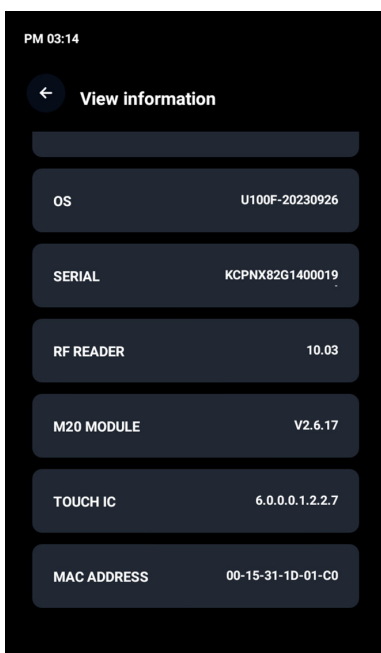 PM 03:14
View information
OS U100F-20230926
SERIAL KCPNX82G1400019
RF READER 10.03
M20 MODULE V2.6.17
TOUCH IC 6.0.0.0.1.2.2.7
MAC ADDRESS 00-15-31-1D-01-C0